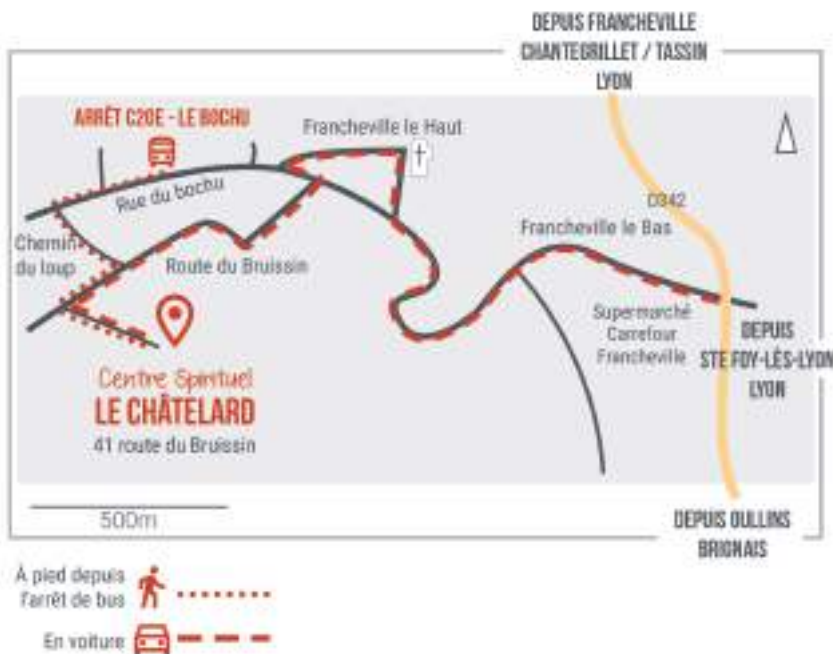 DEPUIS FRANCHEVILLE
CHANTEGRILLET / TASSIN
LYON
ARRÊT C20E - LE BOCHU
Francheville le Haut
Rue du bochu
D342
Francheville le Bas
Chemin
du loup
Route du Bruissin
Supermarché
Carrefour
Francheville
DEPUIS
STE FOY-LÈS-LYON
LYON
Centre Spirituel
LE CHÂTELARD
41 route du Bruissin
500m
DEPUIS OULLINS
BRIGNAIS
À pied depuis
l'arrêt de bus
En voiture